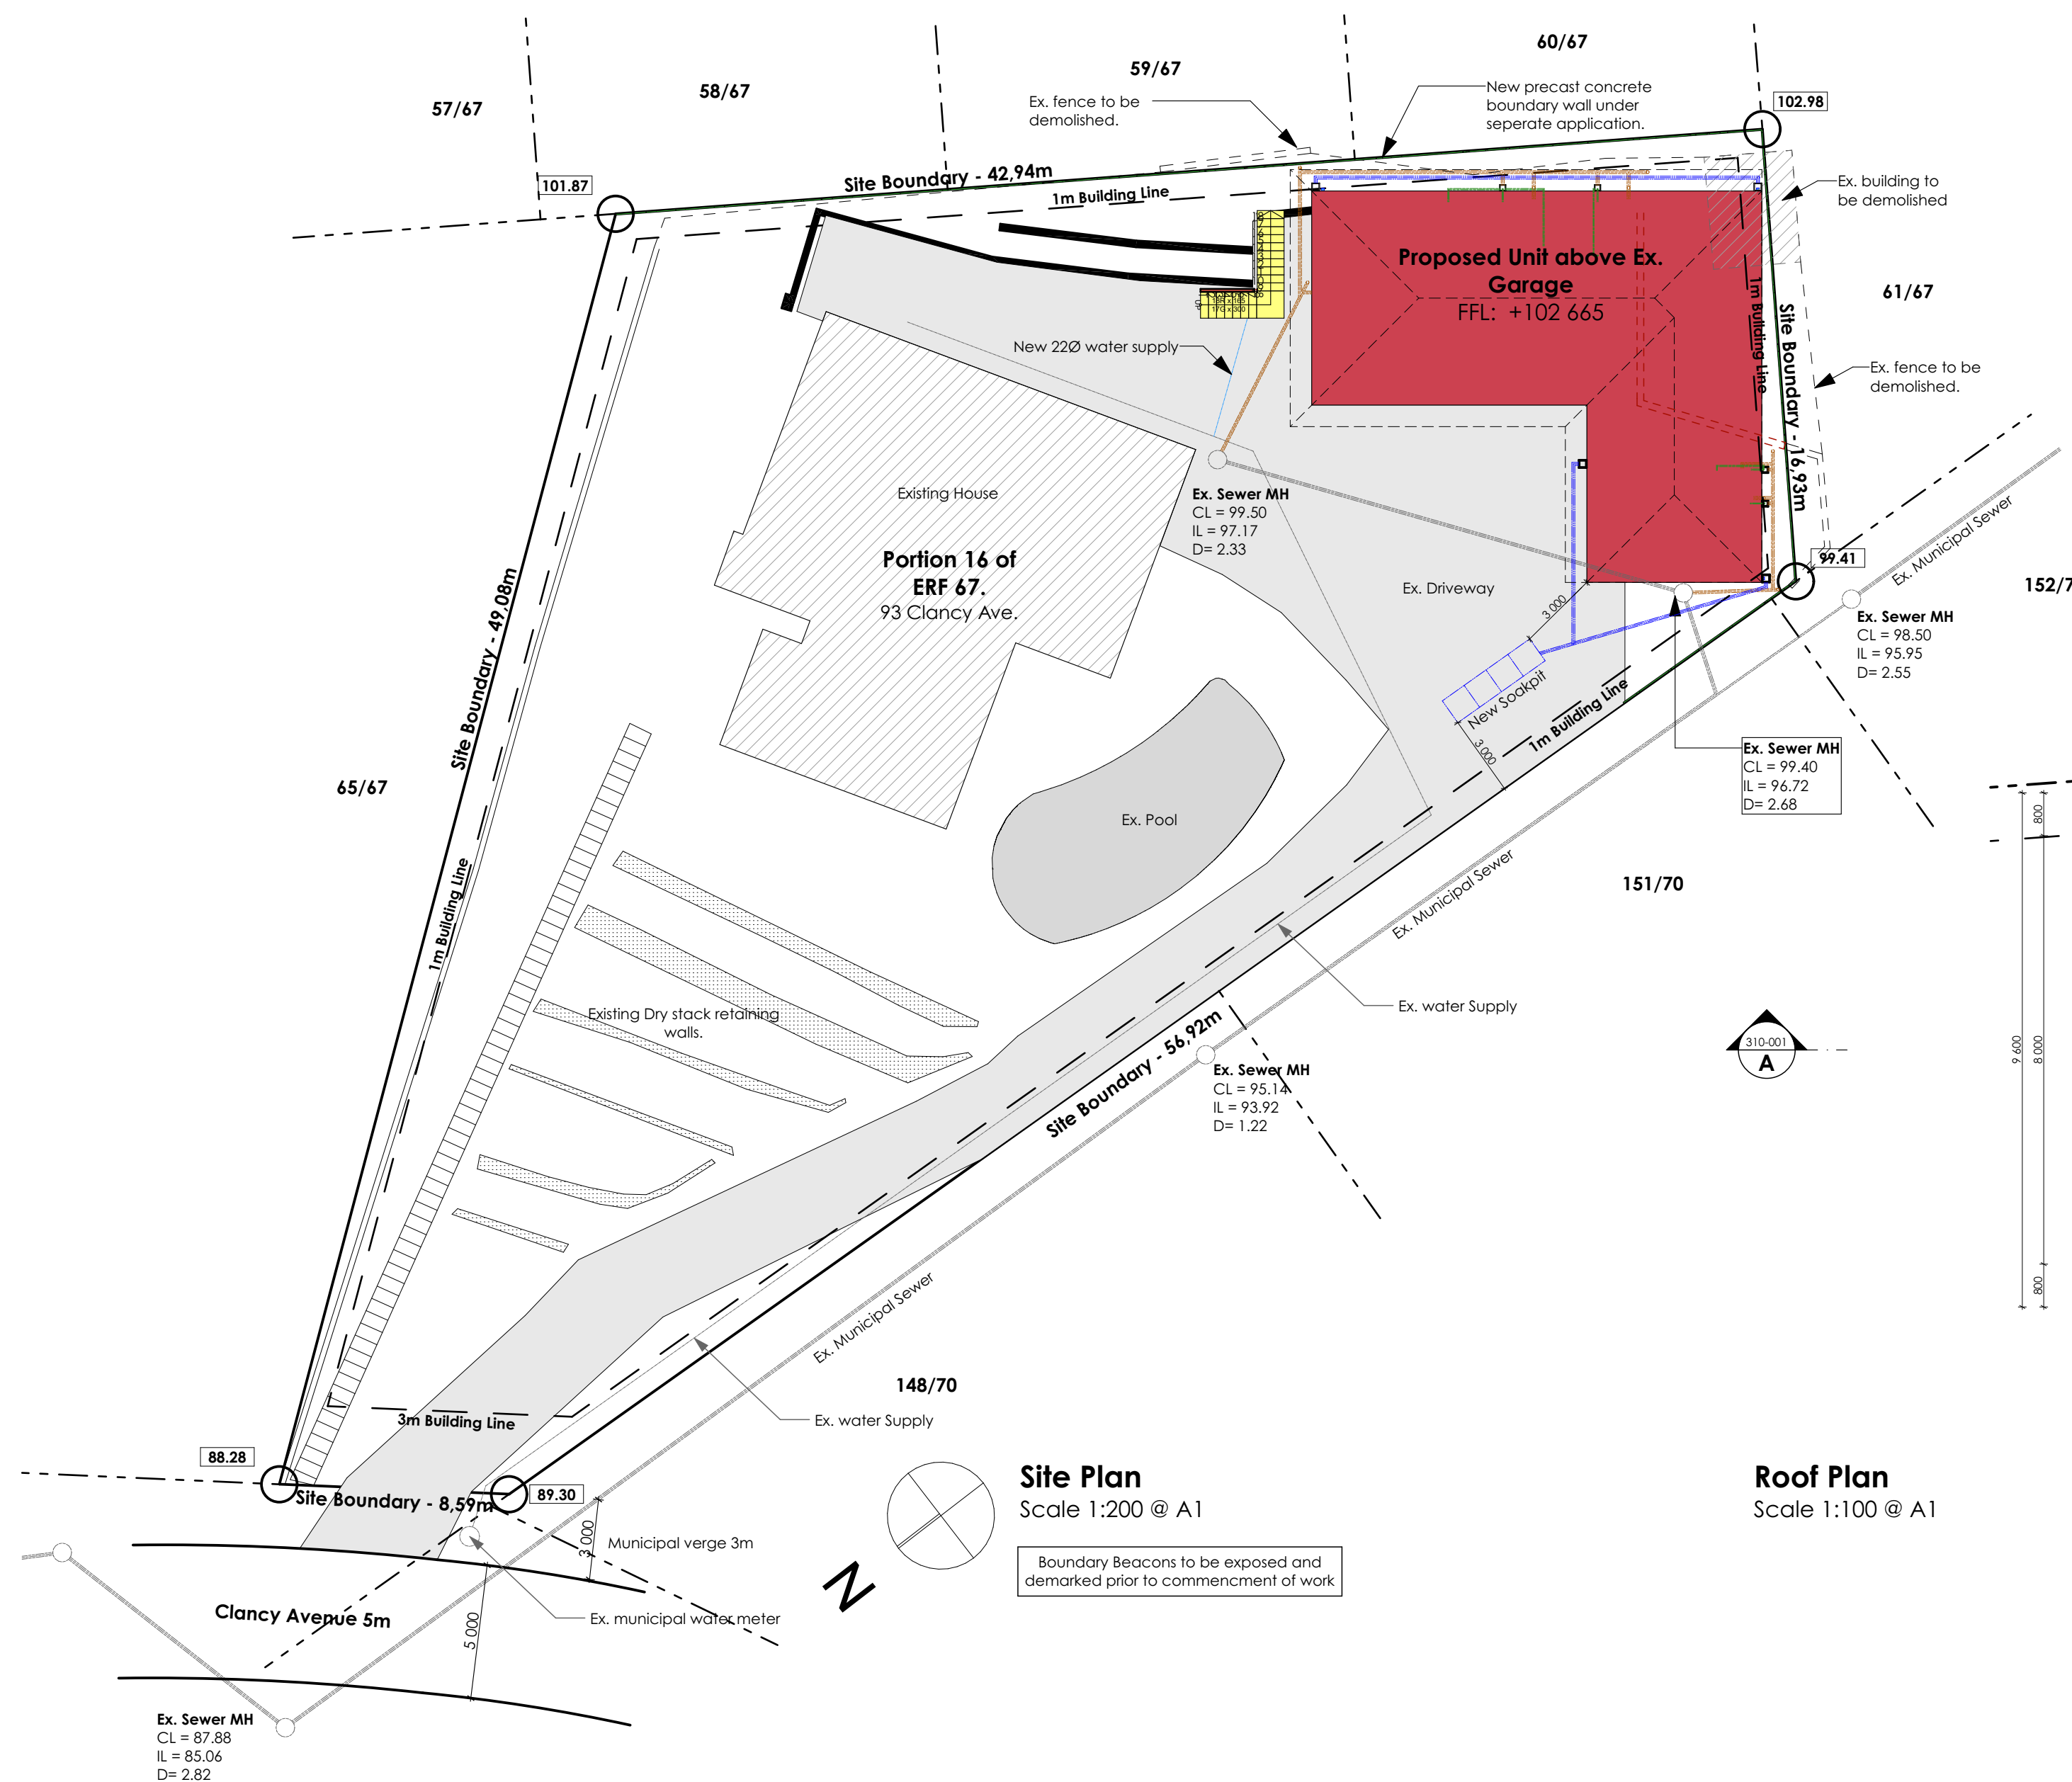 60/67
59/67
58/67
57/67
New precast concrete
boundary wall under
seperate application.
Ex. fence to be
demolished.
102.98
101.87
Site Boundary - 42,94m
1m Building Line
Ex. building to
be demolished
Proposed Unit above Ex.
Garage
FFL: +102 665
61/67
1m Building Line
Site Boundary - 16,93m
UP
17G x 300
New 22Ø water supply
Ex. fence to be
demolished.
Existing House
Ex. Sewer MH
CL = 99.50
IL = 97.17
D= 2.33
Portion 16 of
ERF 67.
93 Clancy Ave.
Ex. Driveway
3 000
99.41
Ex. Municipal Sewer
152/7
Ex. Sewer MH
CL = 98.50
IL = 95.95
D= 2.55
Site Boundary - 49,08m
New Soakpit
1m Building Line
3 000
Ex. Sewer MH
CL = 99.40
IL = 96.72
D= 2.68
65/67
Ex. Pool
800
151/70
Ex. Municipal Sewer
1m Building Line
Existing Dry stack retaining
walls.
Ex. water Supply
Site Boundary - 56,92m
310-001
A
9 600
8 000
Ex. Sewer MH
CL = 95.14
IL = 93.92
D= 1.22
800
Ex. Municipal Sewer
148/70
3m Building Line
Ex. water Supply
88.28
89.30
Site Boundary - 8,59m
Site Plan
Scale 1:200 @ A1
Roof Plan
Scale 1:100 @ A1
3 000
Municipal verge 3m
Boundary Beacons to be exposed and
demarked prior to commencment of work
N
Clancy Avenue 5m
5 000
Ex. municipal water meter
Ex. Sewer MH
CL = 87.88
IL = 85.06
D= 2.82